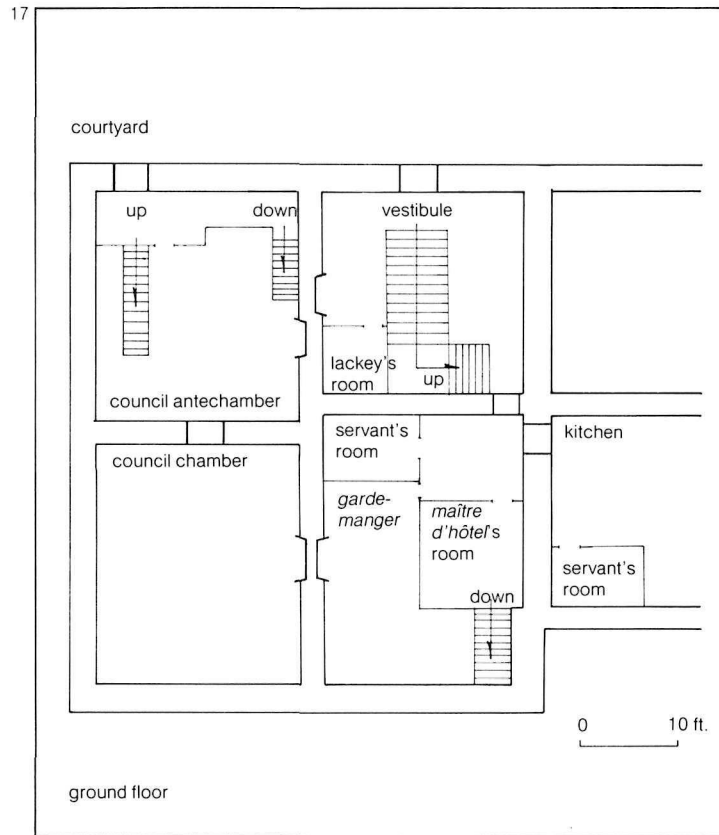 17
courtyard
up
down
vestibule
lackey's
room
up
council antechamber
council chamber
servant's
room
kitchen
garde-
manger
maître
d'hôtel's
room
servant's
room
down
0 10 ft.
ground floor